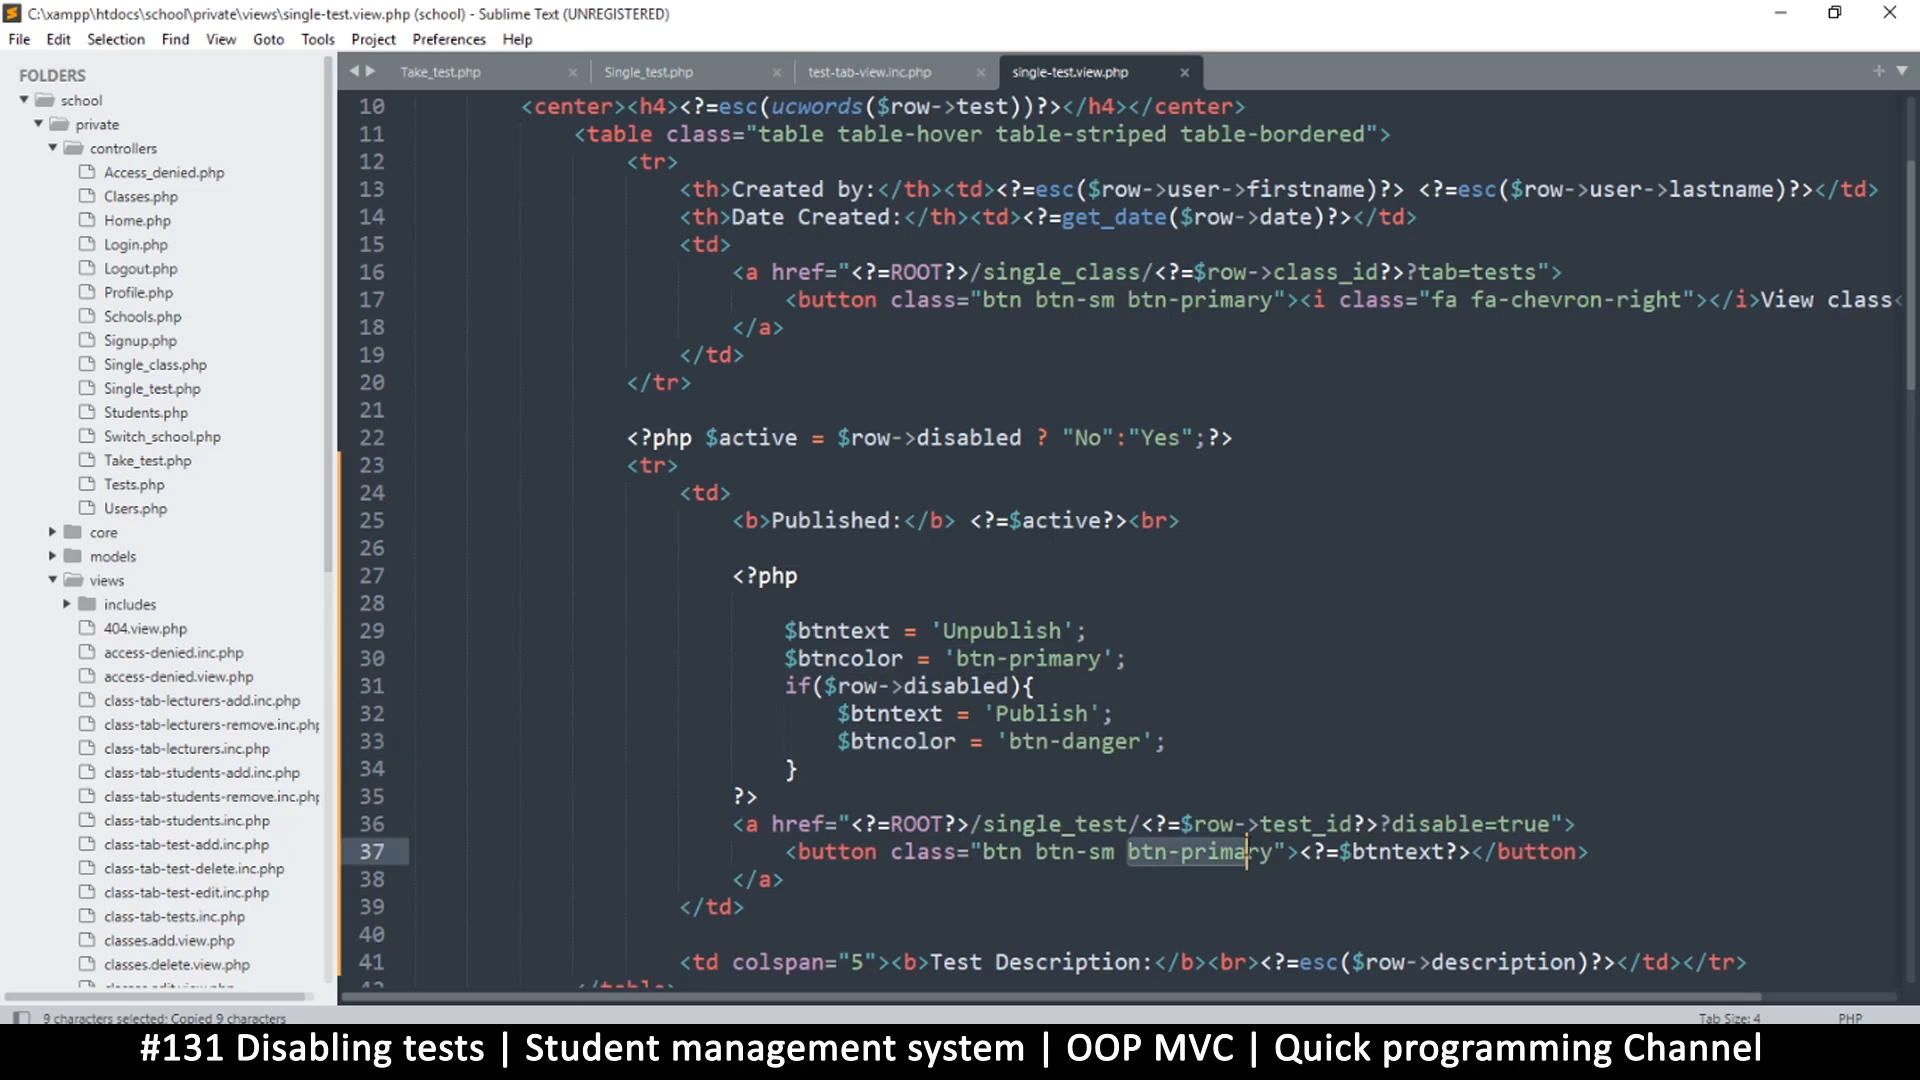 C:\xampp\htdocs\school\private\views\single-test.view.php (school) - Sublime Text (UNREGISTERED)
File Edit Selection Find View Goto Tools Project Preferences Help
FOLDERS
school
private
controllers
Access_denied.php
Classes.php
Home.php
Login.php
Logout.php
Profile.php
Schools.php
Signup.php
Single_class.php
Single_test.php
Students.php
Switch_school.php
Take_test.php
Tests.php
Users.php
core
models
views
includes
404.view.php
access-denied.inc.php
access-denied.view.php
class-tab-lecturers-add.inc.php
class-tab-lecturers-remove.inc.php
class-tab-lecturers.inc.php
class-tab-students-add.inc.php
class-tab-students-remove.inc.php
class-tab-students.inc.php
class-tab-test-add.inc.php
class-tab-test-delete.inc.php
class-tab-test-edit.inc.php
class-tab-tests.inc.php
classes.add.view.php
classes.delete.view.php
Take_test.php Single_test.php test-tab-view.inc.php single-test.view.php
10 <center><h4><?=esc(ucwords($row->test))?></h4></center>
11 <table class="table table-hover table-striped table-bordered">
12 <tr>
13 <th>Created by:</th><td><?=esc($row->user->firstname)?> <?=esc($row->user->lastname)?></td>
14 <th>Date Created:</th><td><?=get_date($row->date)?></td>
15 <td>
16 <a href="<?=ROOT?>/single_class/<?=$row->class_id?>?tab=tests">
17 <button class="btn btn-sm btn-primary"><i class="fa fa-chevron-right"></i>View class<
18 </a>
19 </td>
20 </tr>
21
22 <?php $active = $row->disabled ? "No":"Yes";?>
23 <tr>
24 <td>
25 <b>Published:</b> <?=$active?><br>
26
27 <?php
28
29 $btntext = 'Unpublish';
30 $btncolor = 'btn-primary';
31 if($row->disabled){
32 $btntext = 'Publish';
33 $btncolor = 'btn-danger';
34 }
35 ?>
36 <a href="<?=ROOT?>/single_test/<?=$row->test_id?>?disable=true">
37 <button class="btn btn-sm btn-primary"><?=$btntext?></button>
38 </a>
39 </td>
40
41 <td colspan="5"><b>Test Description:</b><br><?=esc($row->description)?></td></tr>
9 characters selected: Copied 9 characters
Tab Size: 4 PHP
#131 Disabling tests | Student management system | OOP MVC | Quick programming Channel